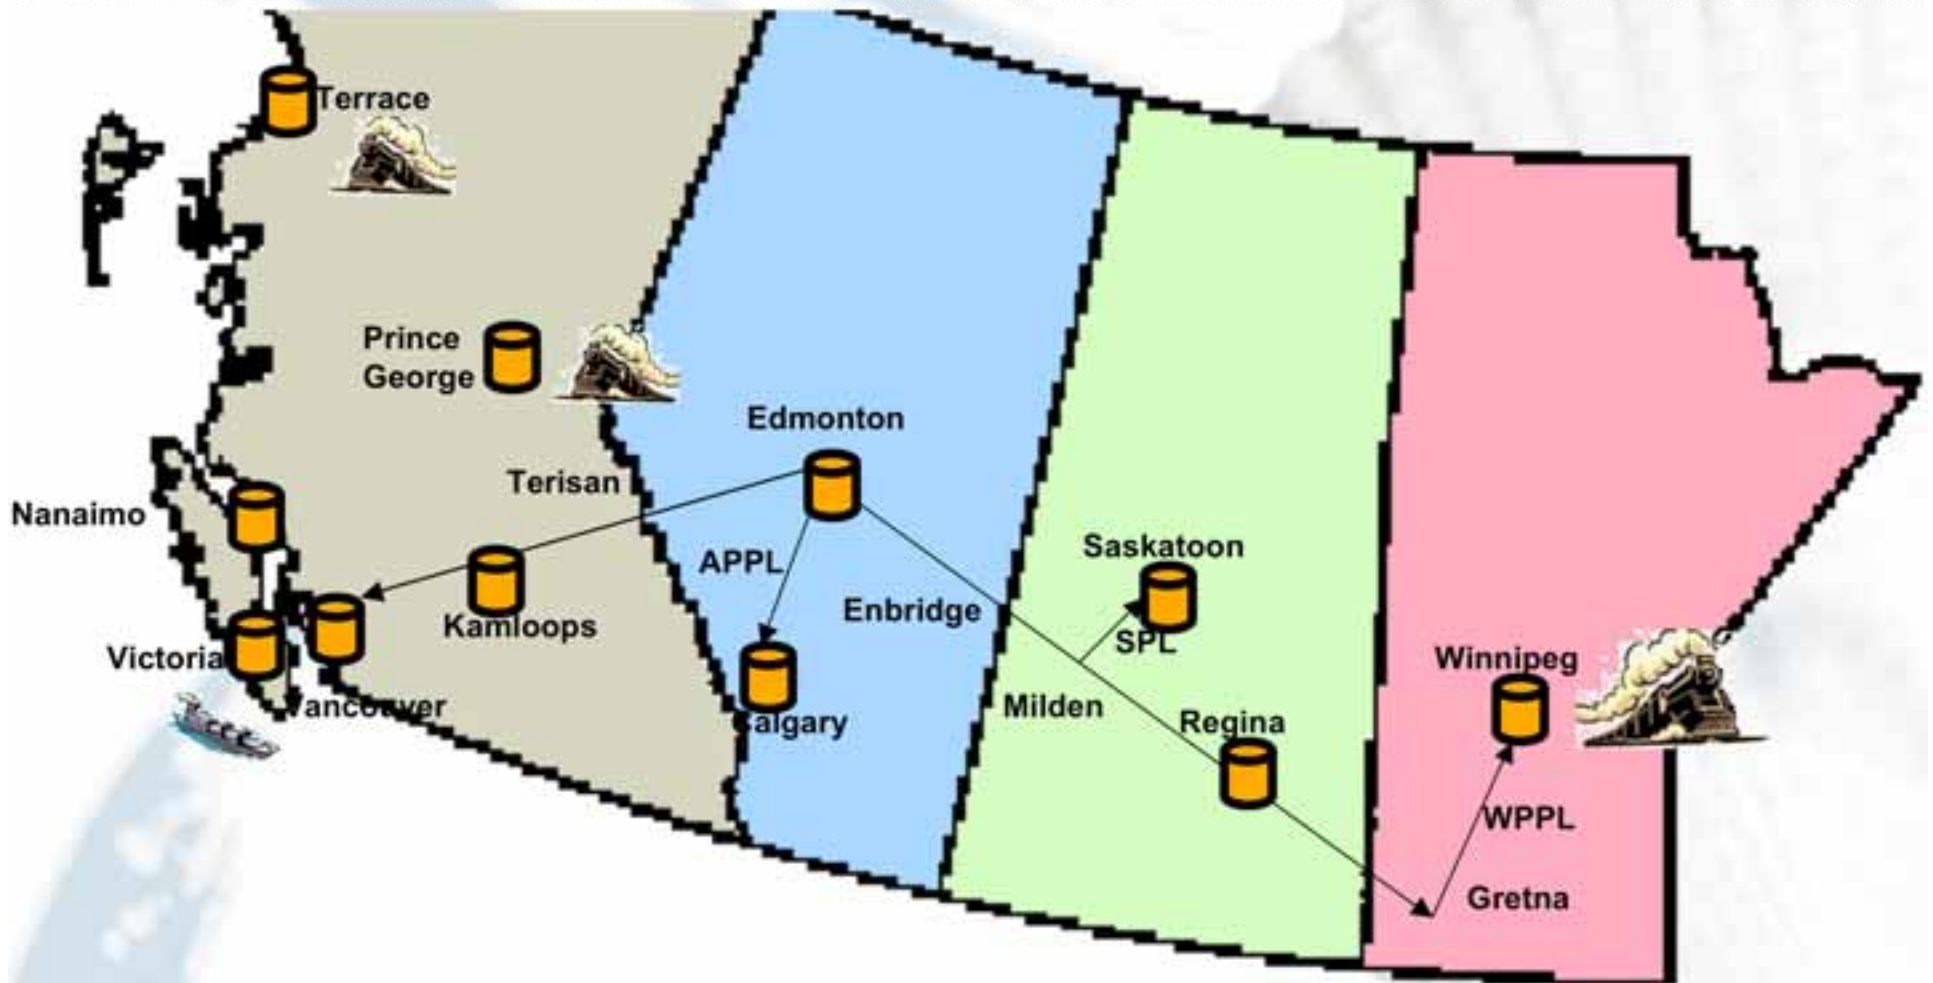 Terrace
Prince
George
Edmonton
Terisan
Nanaimo
Saskatoon
APPL
Enbridge
Kamloops
SPL
Victoria
Winnipeg
Vancouver
Milden
Calgary
Regina
WPPL
Gretna